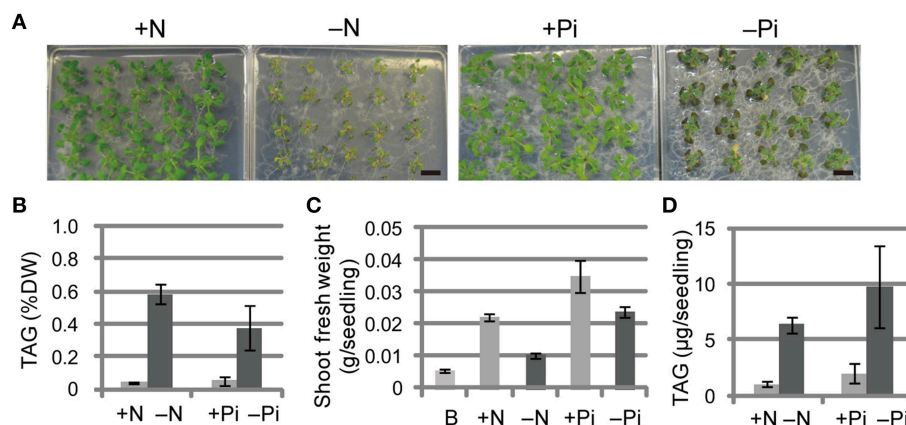 A
+N
–N
+Pi
–Pi
B
TAG (%DW)
1.0
0.8
0.6
0.4
0.2
0
+N –N +Pi –Pi
C
Shoot fresh weight
(g/seedling)
0.05
0.04
0.03
0.02
0.01
0
B +N –N +Pi –Pi
D
TAG (µg/seedling)
15
10
5
0
+N –N +Pi –Pi